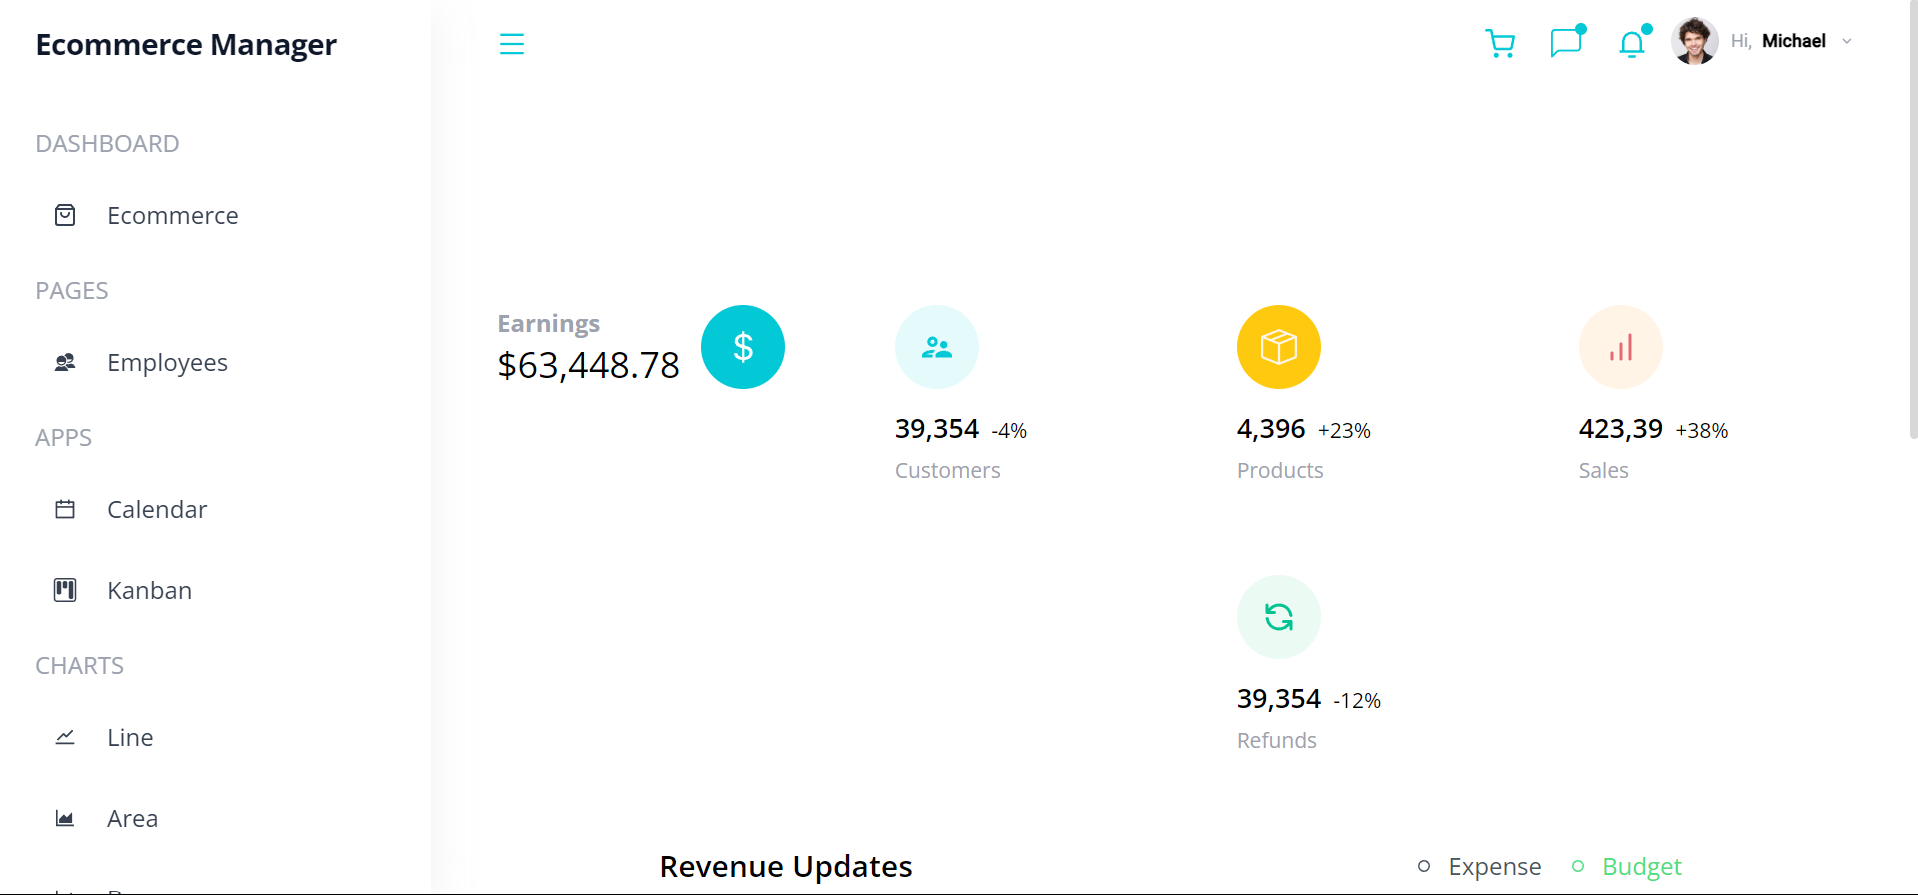 Ecommerce Manager
Hi, Michael
DASHBOARD
Ecommerce
PAGES
Employees
APPS
Calendar
Kanban
CHARTS
Line
Area
Earnings
$63,448.78
$
39,354 -4%
Customers
4,396 +23%
Products
423,39 +38%
Sales
39,354 -12%
Refunds
Revenue Updates
Expense
Budget